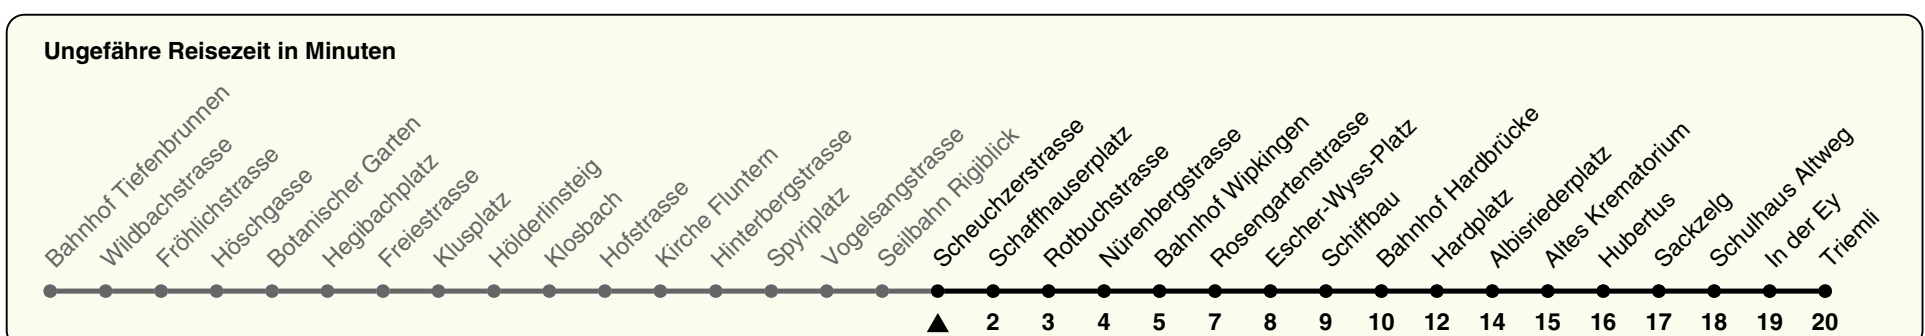 Ungefähre Reisezeit in Minuten
Bahnhof Tiefenbrunnen
Wildbachstrasse
Fröhlichstrasse
Höschgasse
Botanischer Garten
Hegibachplatz
Freiestrasse
Klusplatz
Hölderlinsteig
Klosbach
Hofstrasse
Kirche Fluntern
Hinterbergstrasse
Spyriplatz
Vogelsangstrasse
Seilbahn Rigiblick
Scheuchzerstrasse
Schaffhauserplatz
Rotbuchstrasse
Nürenbergstrasse
Bahnhof Wipkingen
Rosengartenstrasse
Escher-Wyss-Platz
Schiffbau
Bahnhof Hardbrücke
Hardplatz
Albisriederplatz
Altes Krematorium
Hubertus
Sackzelg
Schulhaus Altweg
In der Ey
Triemli
2 3 4 5 7 8 9 10 12 14 15 16 17 18 19 20